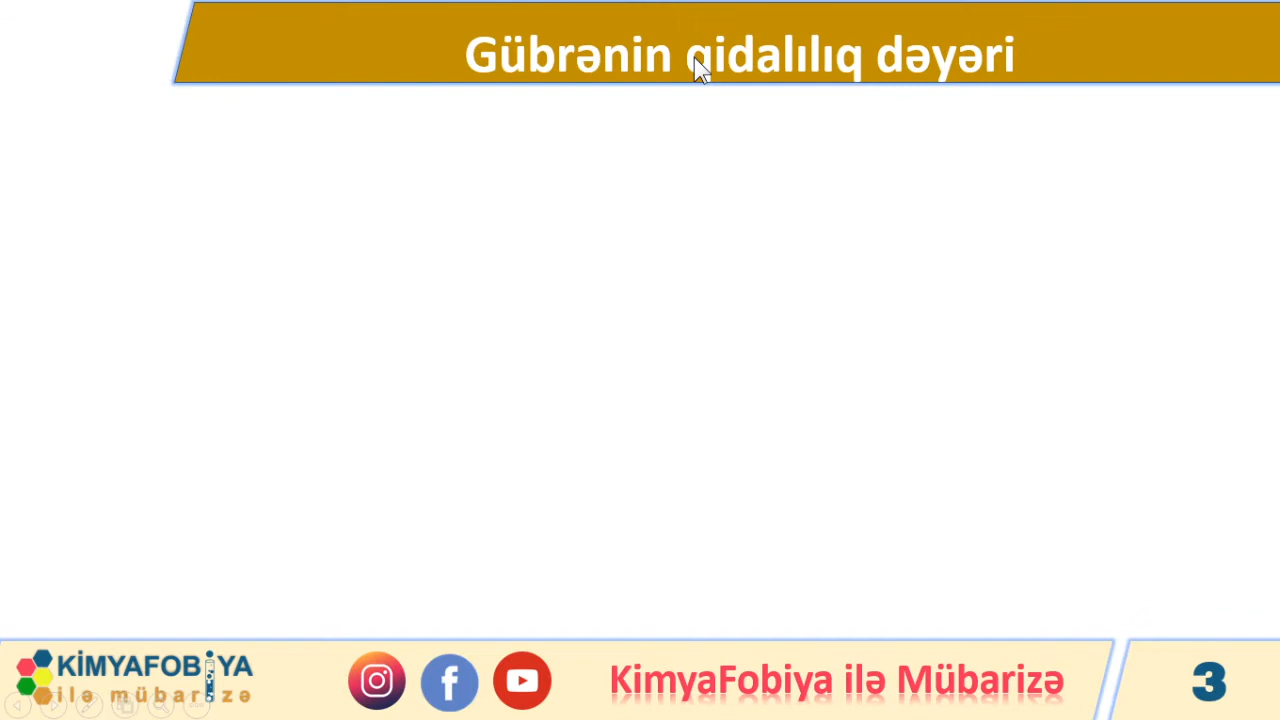 Gübrənin qidalılıq dəyəri
KİMYAFOBİYA
ilə mübarizə
KimyaFobiya ilə Mübarizə
3